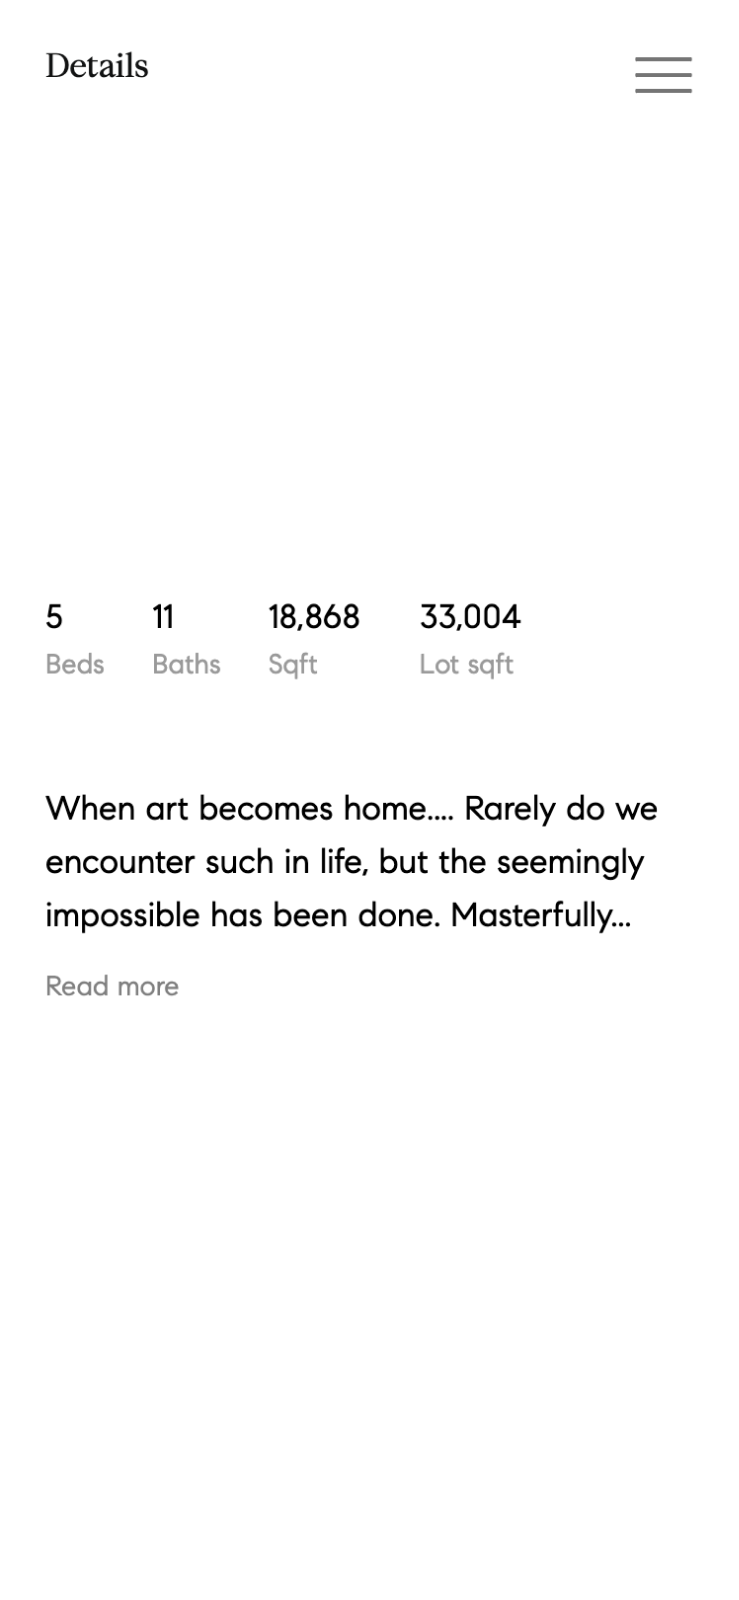 Details
5 11 18,868 33,004
Beds Baths Sqft Lot sqft
When art becomes home.... Rarely do we
encounter such in life, but the seemingly
impossible has been done. Masterfully...
Read more